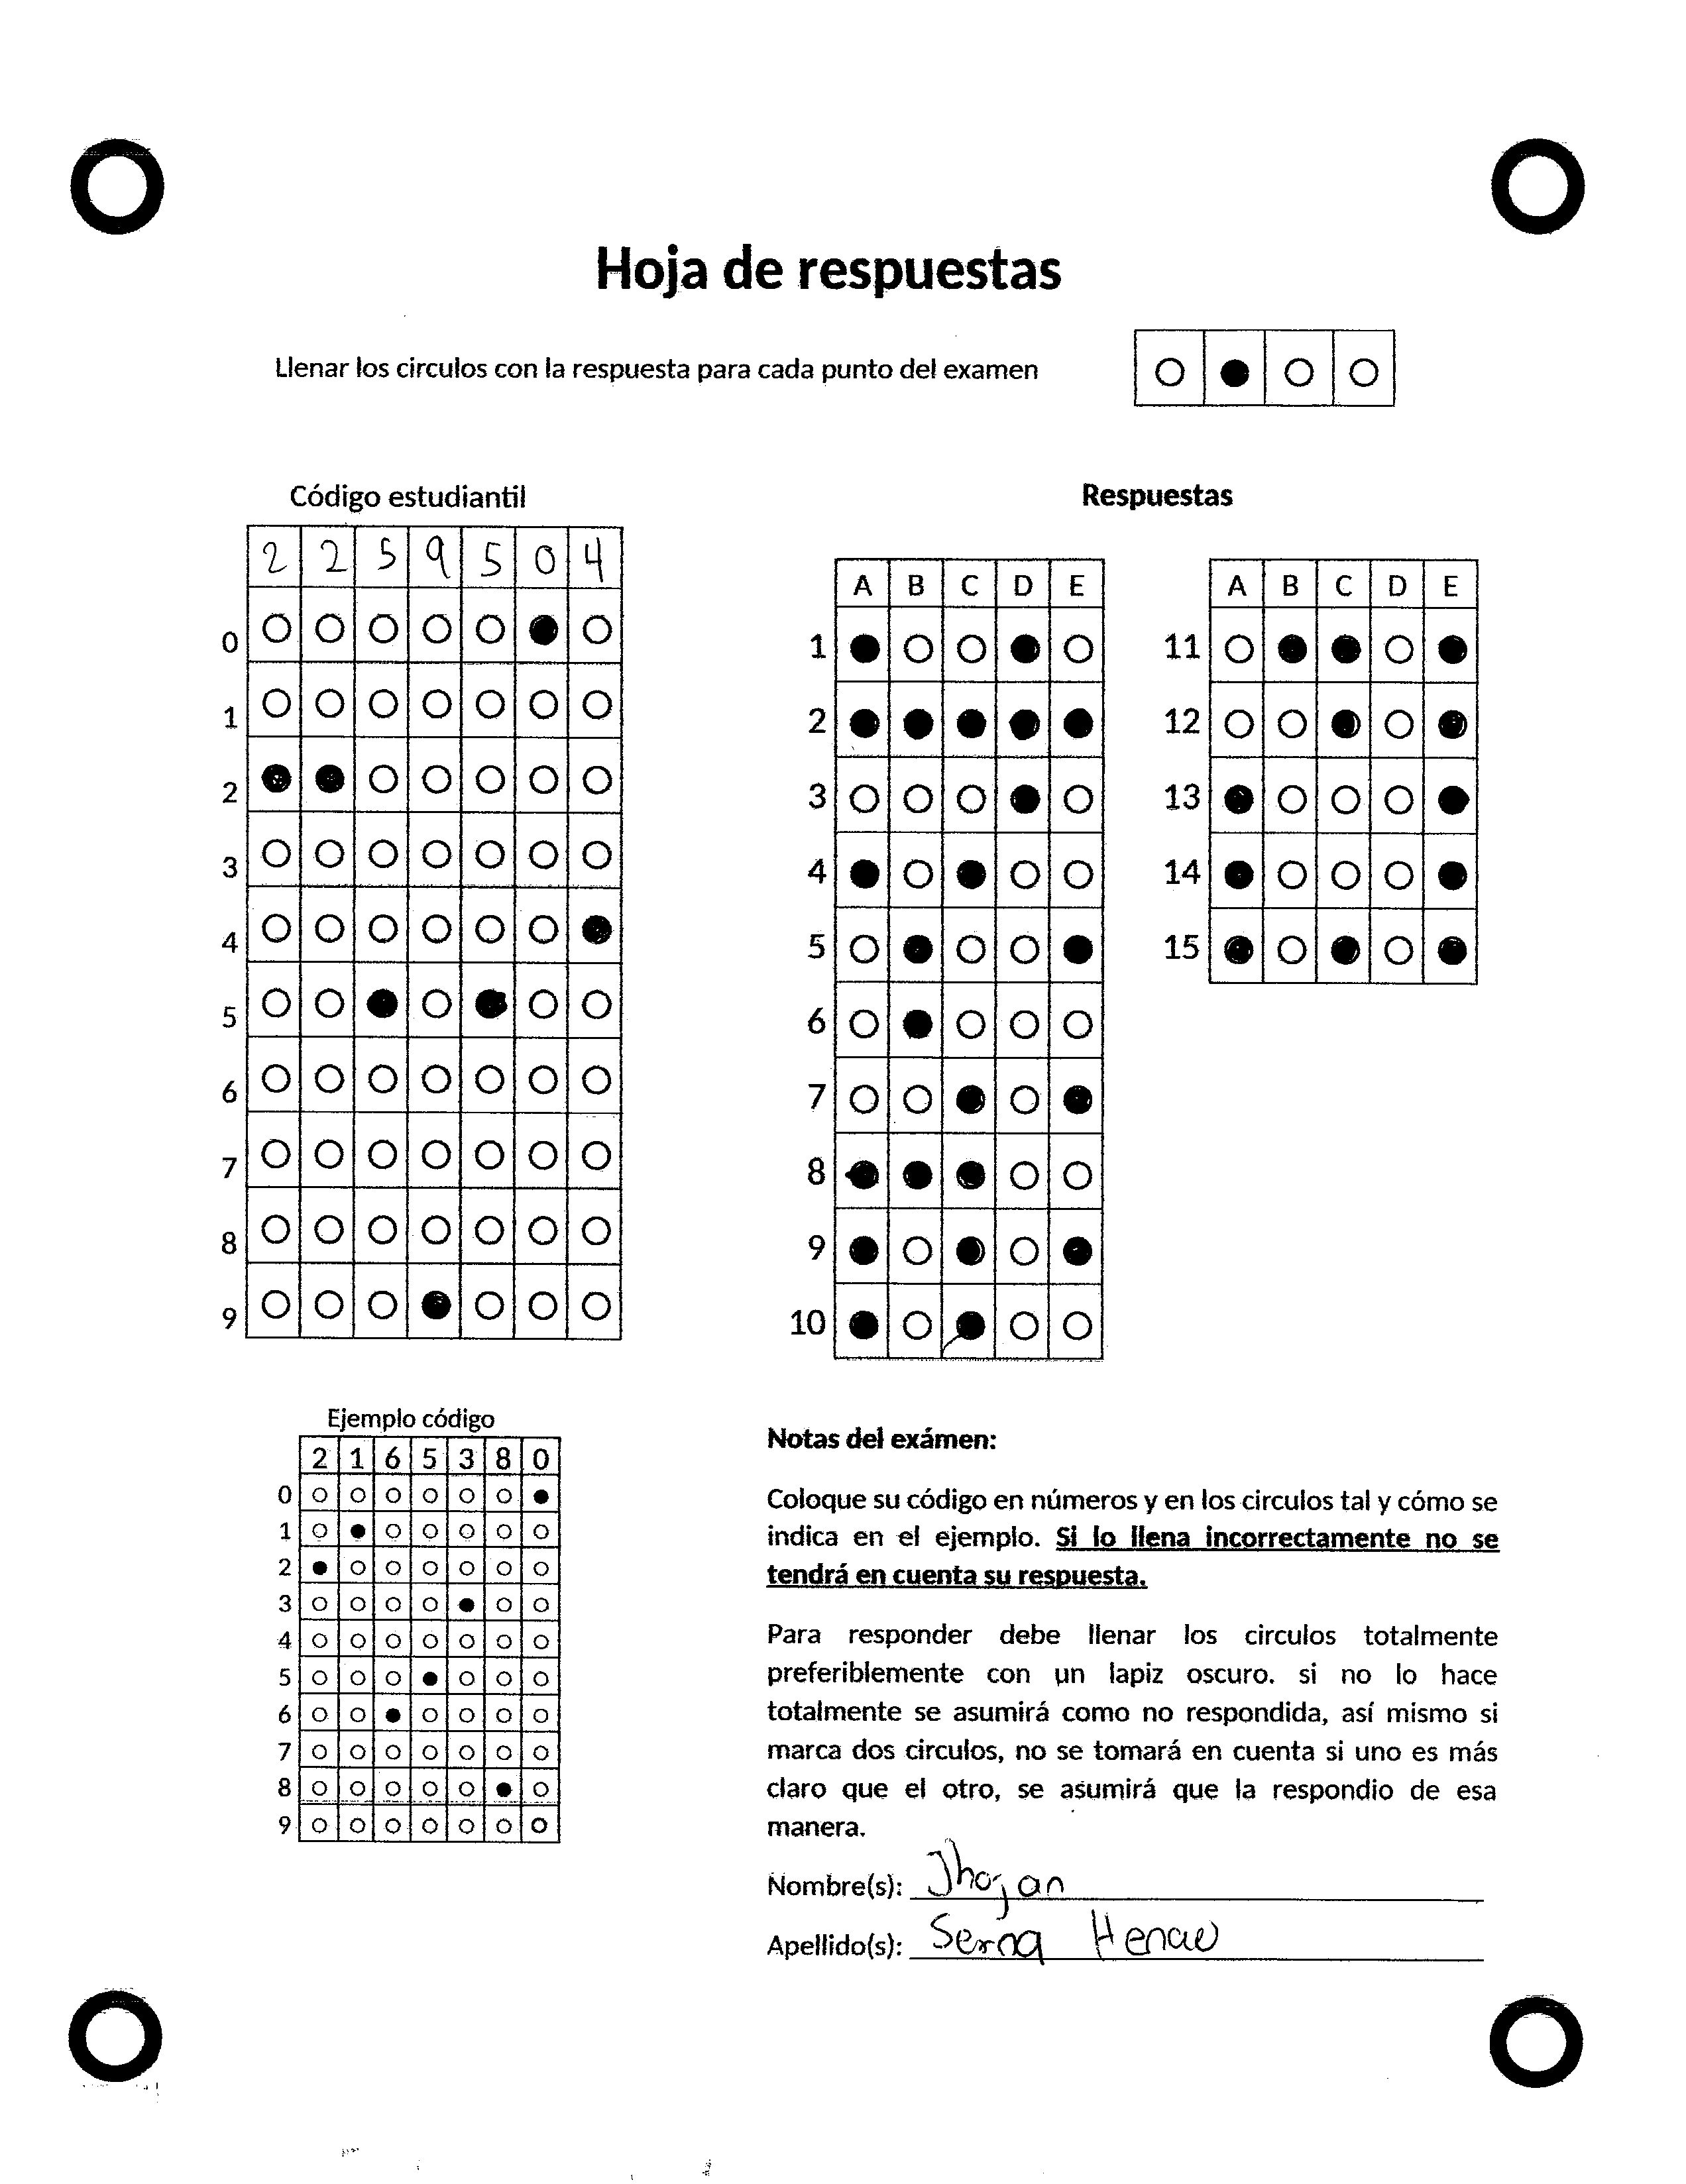 Hoja de respuestas
Llenar los circulos con la respuesta para cada punto del examen
Código estudiantil
2 2 5 9 5 0 4
0
1
2
3
4
5
6
7
8
9
Respuestas
A B C D E
1
2
3
4
5
6
7
8
9
10
A B C D E
11
12
13
14
15
Ejemplo código
2 1 6 5 3 8 0
0
1
2
3
4
5
6
7
8
9
Notas del exámen:
Coloque su código en números y en los circulos tal y cómo se
indica en el ejemplo. Si lo llena incorrectamente no se
tendrá en cuenta su respuesta.
Para responder debe llenar los circulos totalmente
preferiblemente con un lapiz oscuro. si no lo hace
totalmente se asumirá como no respondida, así mismo si
marca dos circulos, no se tomará en cuenta si uno es más
claro que el otro, se asumirá que la respondio de esa
manera.
Nombre(s): Jhojan
Apellido(s): Serna Henao